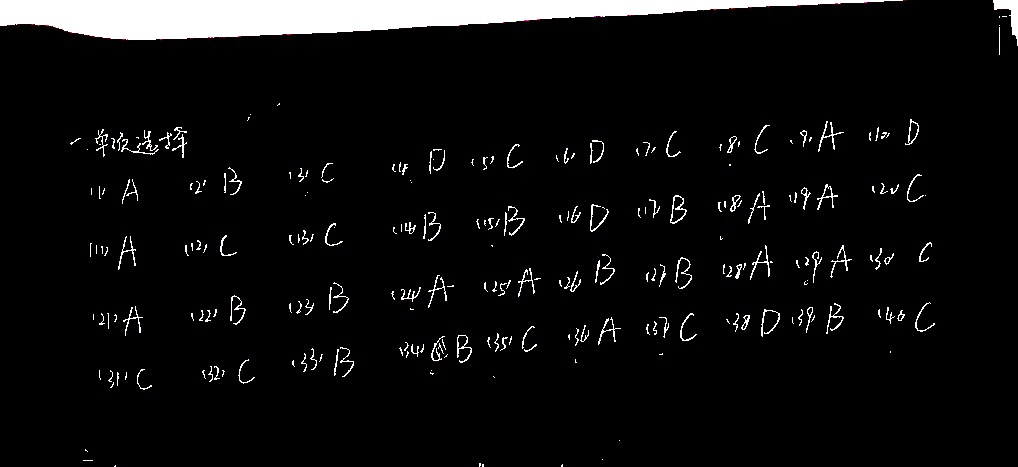 一.单项选择
(1) A (2) B (3) C (4) D (5) C (6) D (7) C (8) C (9) A (10) D
(11) A (12) C (13) C (14) B (15) B (16) D (17) B (18) A (19) A (20) C
(21) A (22) B (23) B (24) A (25) A (26) B (27) B (28) A (29) A (30) C
(31) C (32) C (33) B (34) B (35) C (36) A (37) C (38) D (39) B (40) C
二